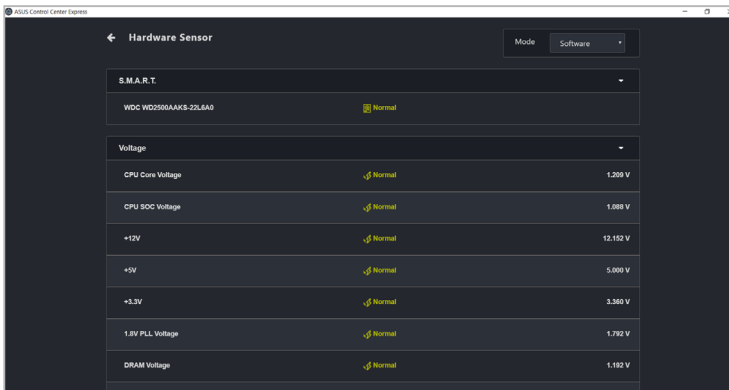 ASUS Control Center Express
Hardware Sensor
Mode Software
S.M.A.R.T.
WDC WD2500AAKS-22L6A0 Normal
Voltage
CPU Core Voltage Normal 1.209 V
CPU SOC Voltage Normal 1.088 V
+12V Normal 12.152 V
+5V Normal 5.000 V
+3.3V Normal 3.360 V
1.8V PLL Voltage Normal 1.792 V
DRAM Voltage Normal 1.192 V